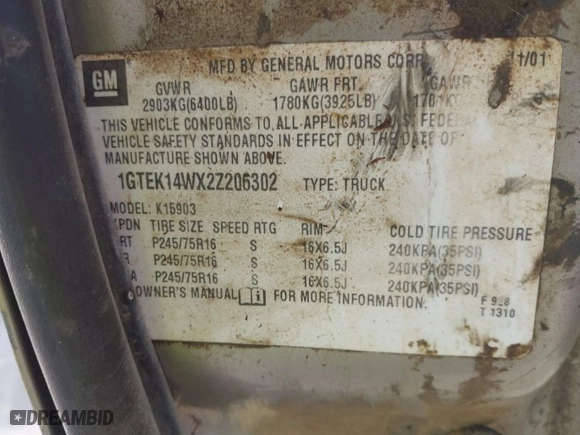 GM
MFD BY GENERAL MOTORS CORP 1/01
GVWR GAWR FRT GAWR
2903KG(6400LB) 1780KG(3925LB)
THIS VEHICLE CONFORMS TO ALL APPLICABLE U.S. FEDERAL
VEHICLE SAFETY STANDARDS IN EFFECT ON THE DATE OF
MANUFACTURE SHOWN ABOVE.
1GTEK14WX2Z206302 TYPE: TRUCK
MODEL: K15903
TIRE SIZE SPEED RTG RIM COLD TIRE PRESSURE
RT P245/75R16 S 16X6.5J 240KPA(35PSI)
R P245/75R16 S 16X6.5J 240KPA(35PSI)
A P245/75R16 S 16X6.5J 240KPA(35PSI)
OWNER'S MANUAL FOR MORE INFORMATION.
T 1310
DREAMBID